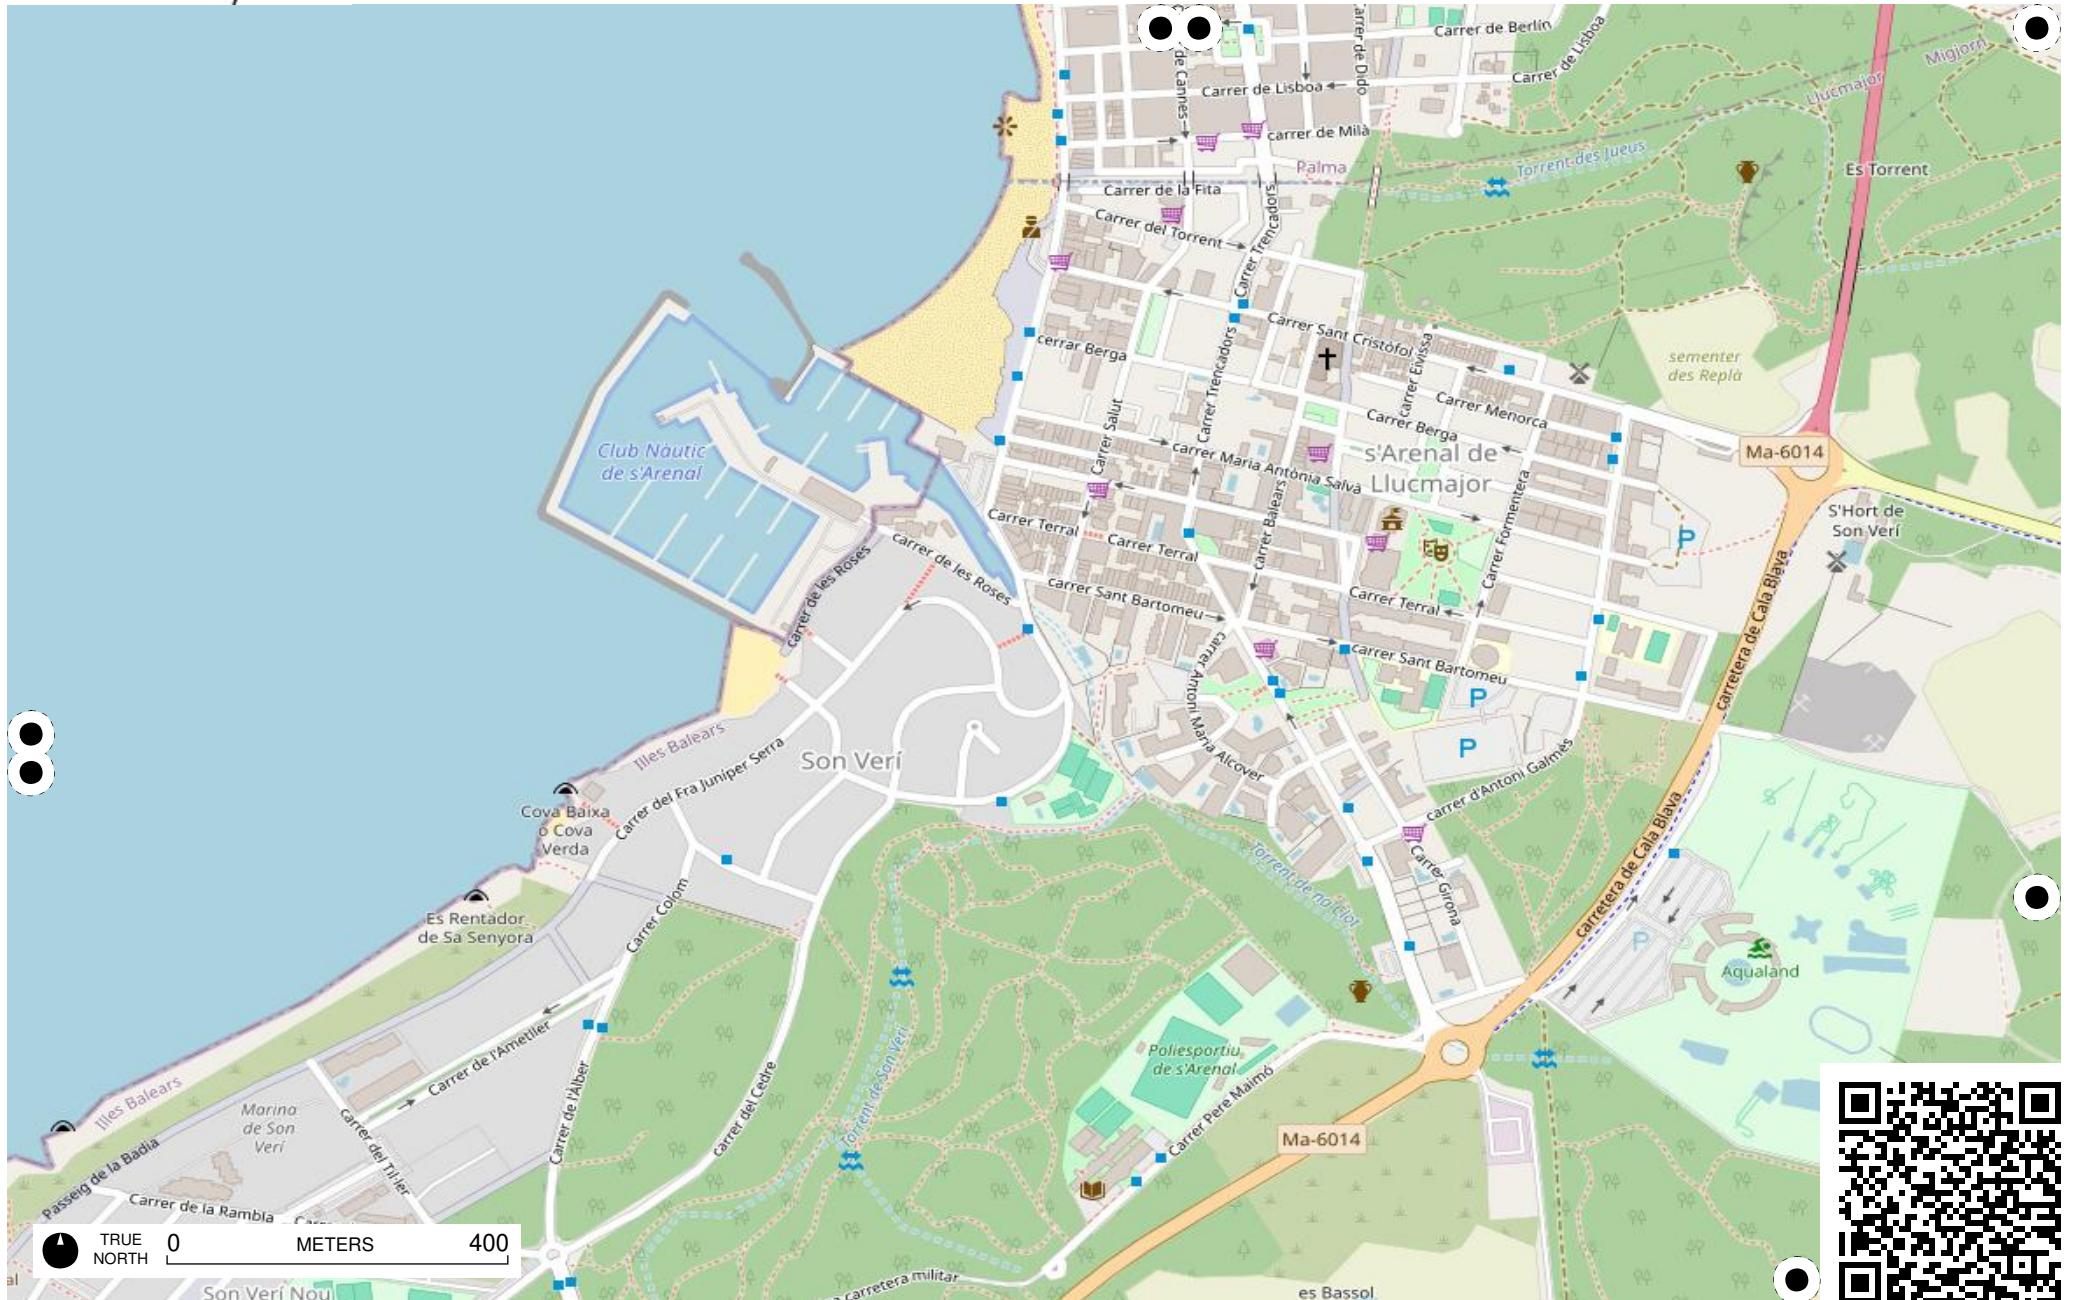 Carrer de Berlín
Carrer de Lisboa
de Cannes
Carrer de Dido
Carrer de Lisboa
Migjorn
Llucmajor
carrer de Milà
Palma
Torrent des Jueus
Es Torrent
Carrer de la Fita
Carrer del Torrent
Carrer Trencadors
Carrer Sant Cristòfol
cerrar Berga
Carrer Trencadors
carrer Eivissa
sementer
des Replà
Carrer Menorca
Carrer Berga
Carrer Salut
carrer Maria Antònia Salvà
s'Arenal de
Llucmajor
Ma-6014
Club Nàutic
de s'Arenal
Carrer Balears
Carrer Formentera
S'Hort de
Son Verí
P
Carrer Terral
Carrer Terral
carrer Balears
carrer de les Roses
carrer de les Roses
carrer Sant Bartomeu
Carrer Terral
carretera de Cala Blava
carrer Sant Bartomeu
P
carrer Antoni Maria Alcover
Illes Balears
Son Verí
P
carrer d'Antoni Galmés
Carrer del Fra Juniper Serra
Cova Baixa
o Cova
Verda
carretera de Cala Blava
Torrent de na Clot
Carrer Girona
Es Rentador
de Sa Senyora
Carrer Colom
P
Aqualand
Carrer de l'Ametller
Torrent de Son Verí
Poliesportiu
de s'Arenal
Carrer Pere Maimó
Illes Balears
Marina
de Son
Verí
Carrer de l'Àlber
carrer del Cedre
carrer del Til·ler
Ma-6014
Passeig de la Badia
Carrer de la Rambla
TRUE
NORTH
0 METERS 400
al
Son Verí Nou
carretera militar
es Bassol